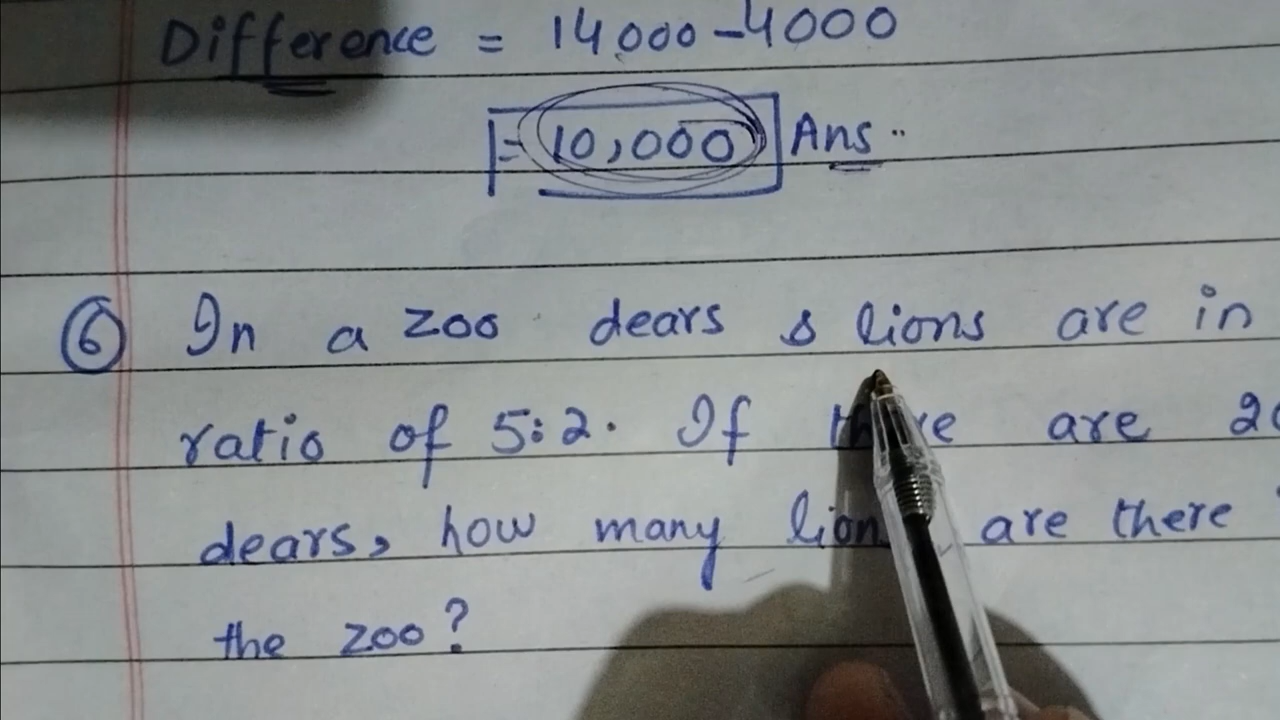 Difference = 14,000 - 4000
= 10,000 Ans..
6 In a zoo dears & lions are in
ratio of 5:2. If are
dears, how many are there
the zoo?